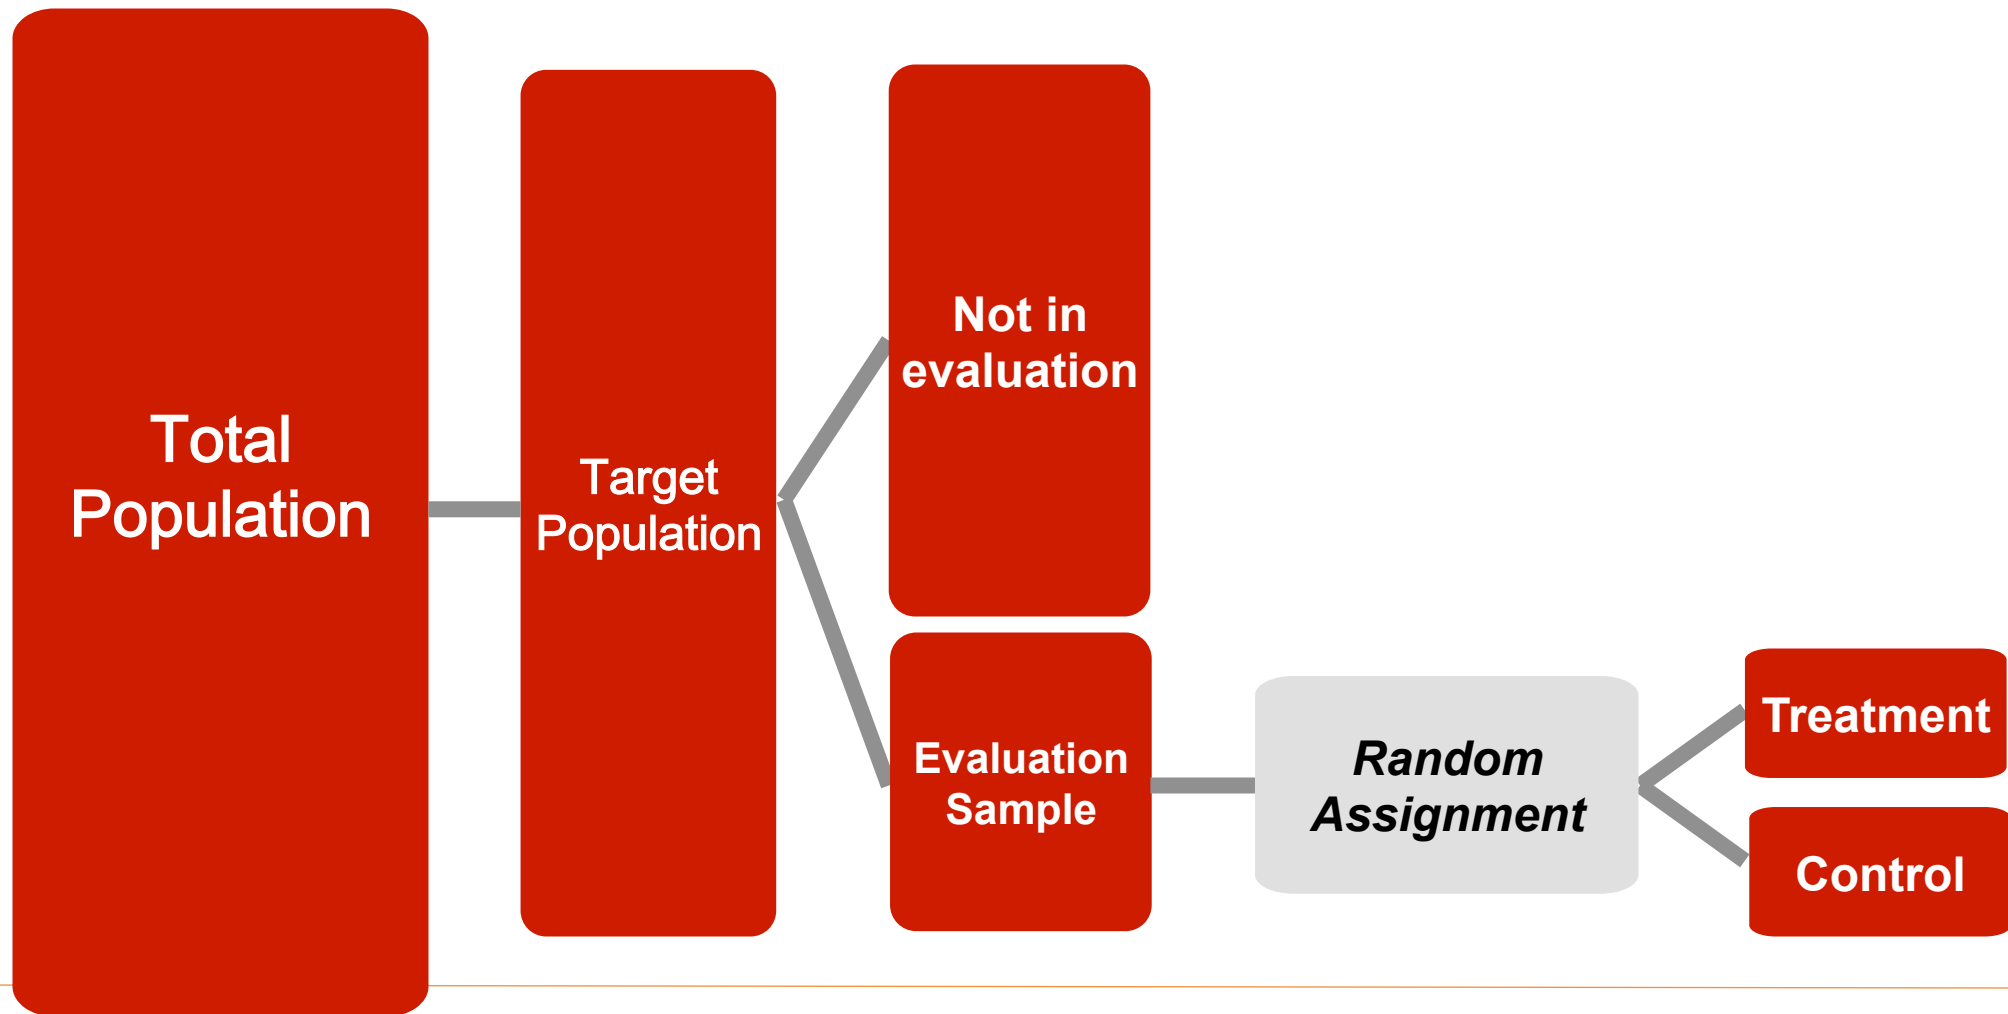 Total
Population
Target
Population
Not in
evaluation
Evaluation
Sample
Random
Assignment
Treatment
Control